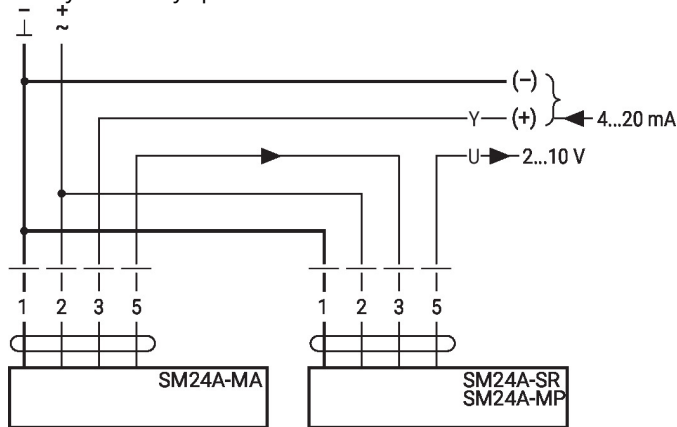 – +
⊥ ~
(–)
Y (+) 4...20 mA
U 2...10 V
1 2 3 5 1 2 3 5
SM24A-MA SM24A-SR
SM24A-MP